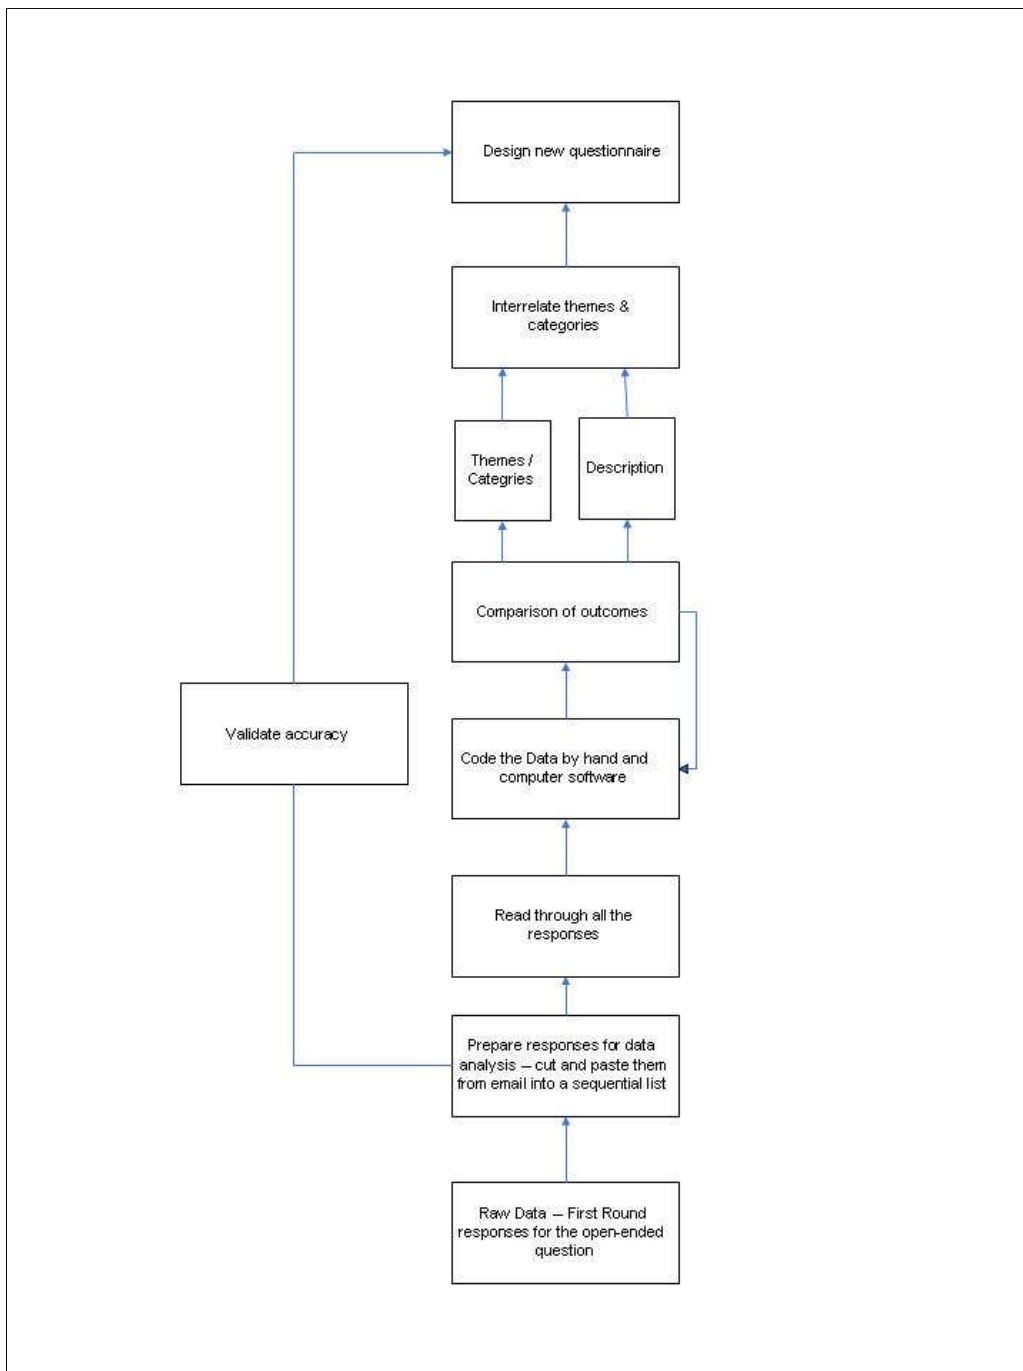 Design new questionnaire
Interrelate themes &
categories
Themes /
Categries
Description
Comparison of outcomes
Validate accuracy
Code the Data by hand and
computer software
Read through all the
responses
Prepare responses for data
analysis – cut and paste them
from email into a sequential list
Raw Data – First Round
responses for the open-ended
question